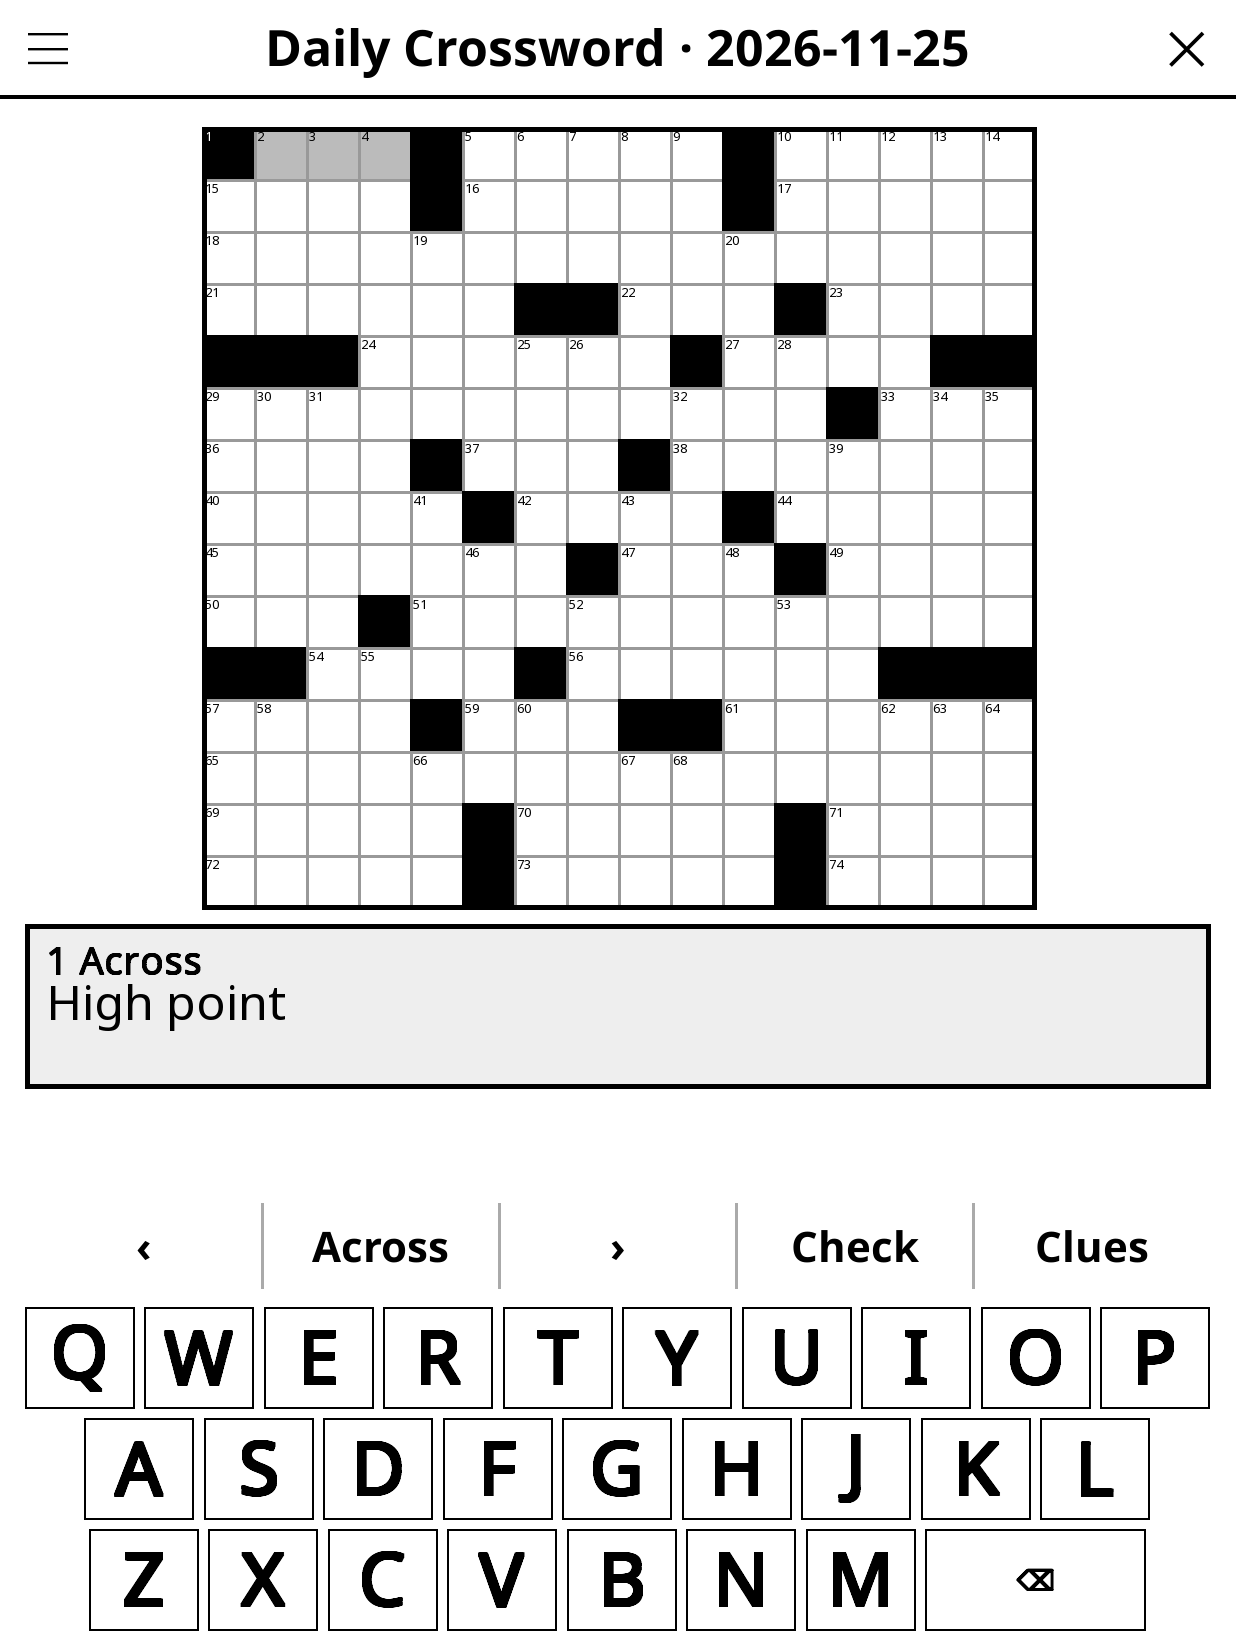 Daily Crossword · 2026-11-25
1 2 3 4 5 6 7 8 9 10 11 12 13 14
15 16 17
18 19 20
21 22 23
24 25 26 27 28
29 30 31 32 33 34 35
36 37 38 39
40 41 42 43 44
45 46 47 48 49
50 51 52 53
54 55 56
57 58 59 60 61 62 63 64
65 66 67 68
69 70 71
72 73 74
1 Across
High point
‹ Across › Check Clues
Q W E R T Y U I O P
A S D F G H J K L
Z X C V B N M ⌫